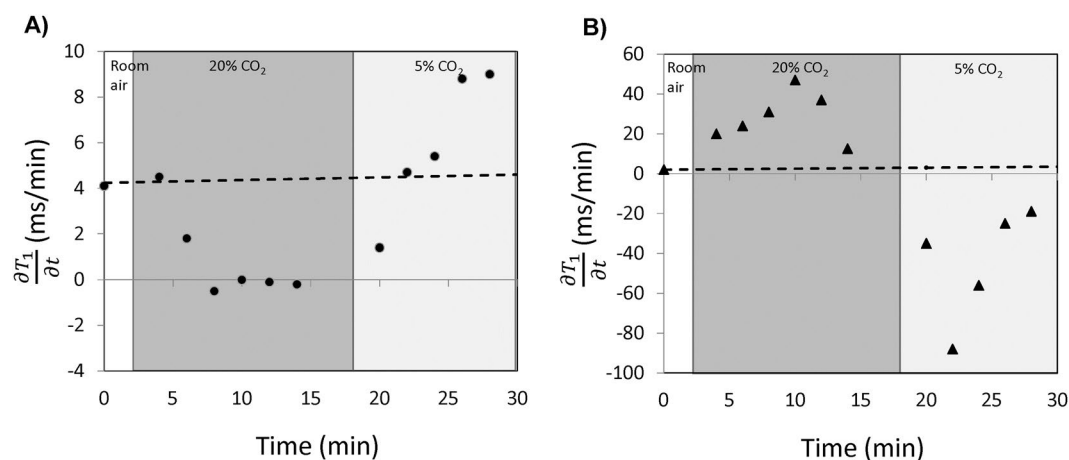 A)
10
8
6
4
2
0
-2
-4
Room
air
20% CO₂
5% CO₂
∂T₁/∂t (ms/min)
0 5 10 15 20 25 30
Time (min)
B)
60
40
20
0
-20
-40
-60
-80
-100
Room
air
20% CO₂
5% CO₂
∂T₁/∂t (ms/min)
0 5 10 15 20 25 30
Time (min)